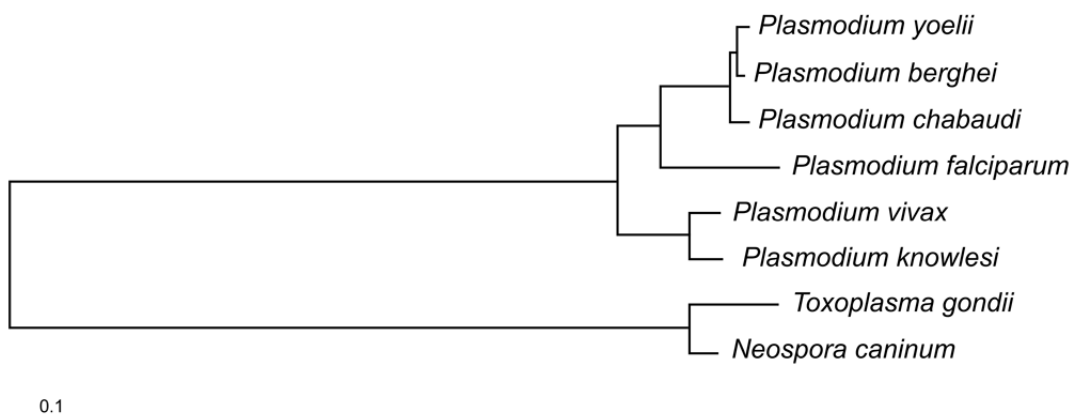 Plasmodium yoelii
Plasmodium berghei
Plasmodium chabaudi
Plasmodium falciparum
Plasmodium vivax
Plasmodium knowlesi
Toxoplasma gondii
Neospora caninum
0.1